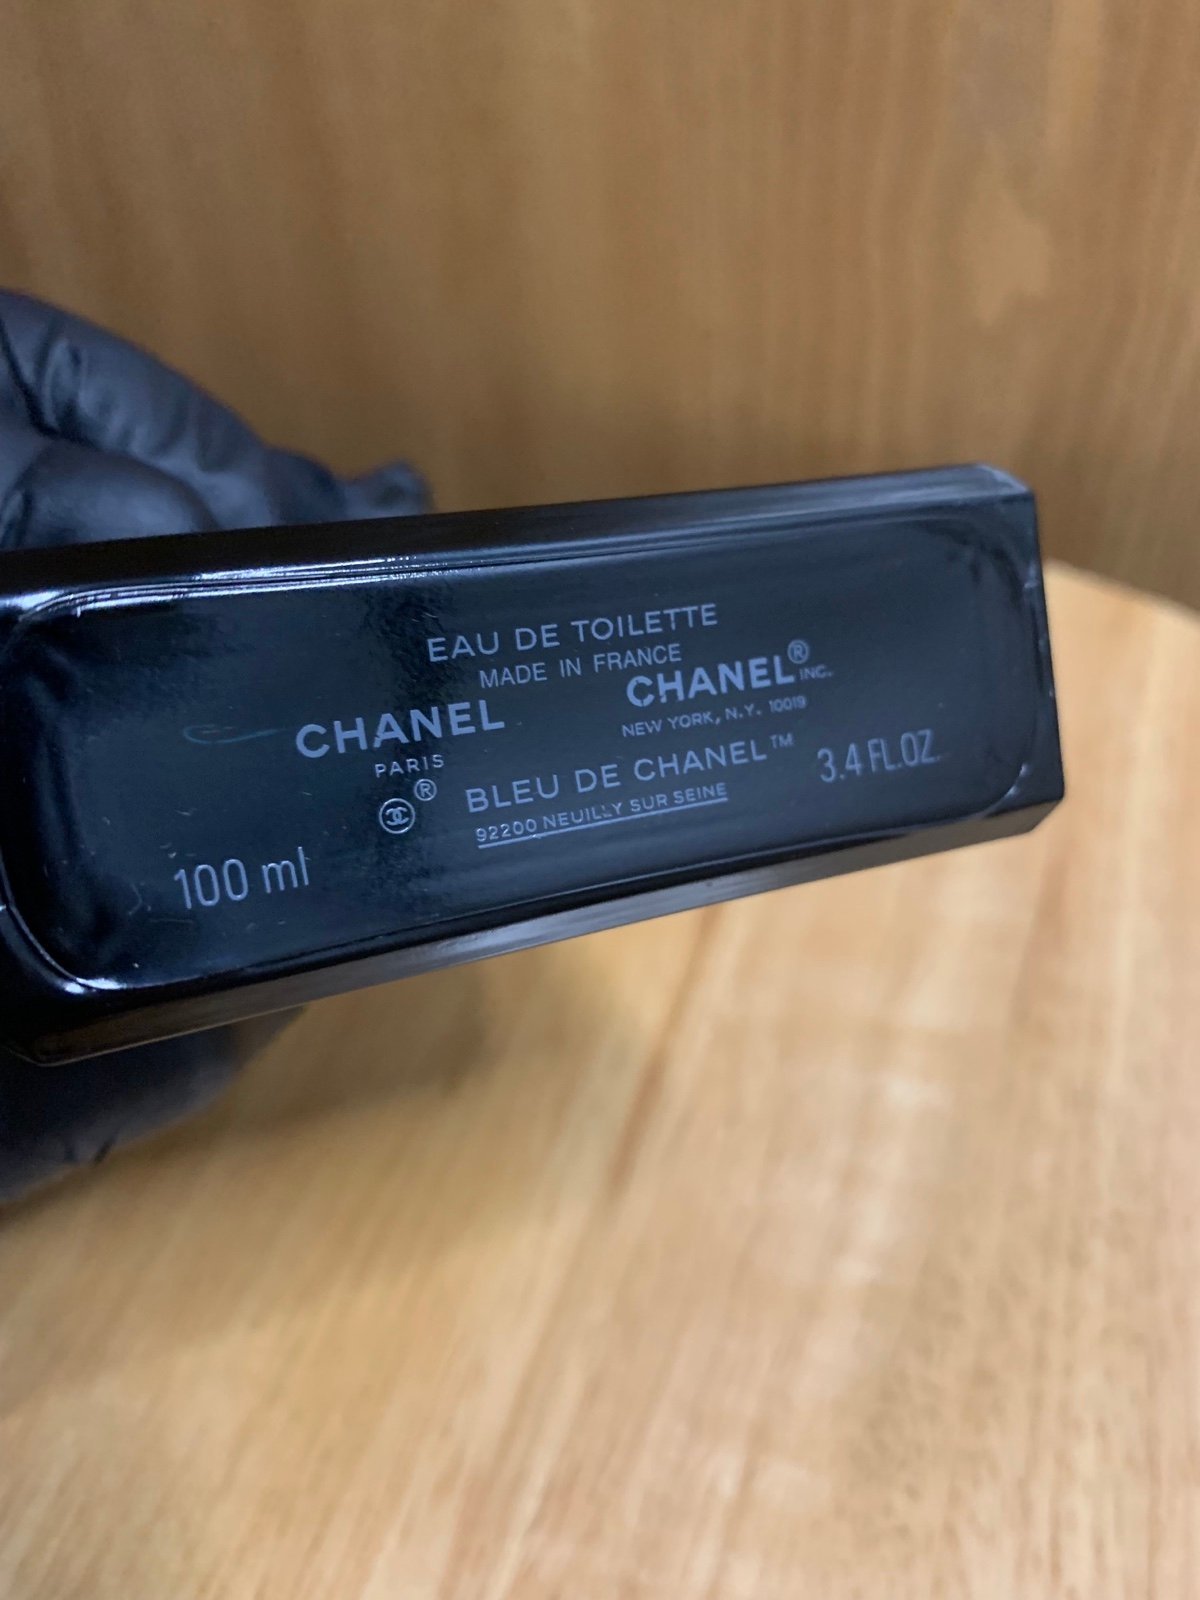 EAU DE TOILETTE
MADE IN FRANCE
CHANEL
PARIS
®
CHANEL® INC.
NEW YORK, N.Y. 10019
BLEU DE CHANEL™
92200 NEUILLY SUR SEINE
100 ml
3.4 FL.OZ.